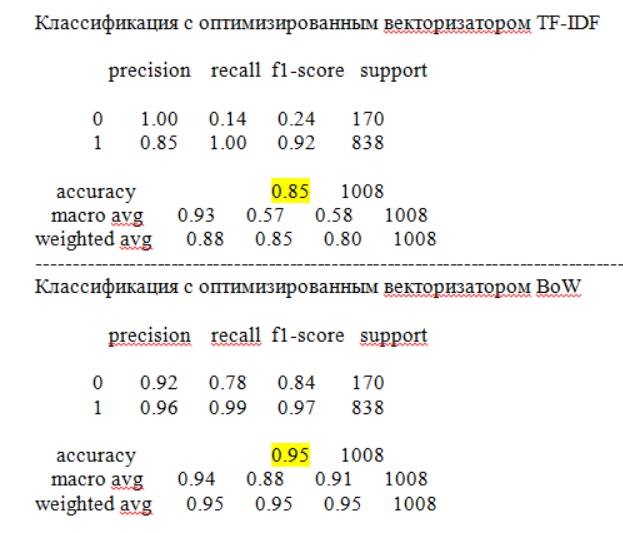 Классификация с оптимизированным векторизатором TF-IDF
precision recall f1-score support
0 1.00 0.14 0.24 170
1 0.85 1.00 0.92 838
accuracy 0.85 1008
macro avg 0.93 0.57 0.58 1008
weighted avg 0.88 0.85 0.80 1008
--------------------------------------------------------------------------------
Классификация с оптимизированным векторизатором BoW
precision recall f1-score support
0 0.92 0.78 0.84 170
1 0.96 0.99 0.97 838
accuracy 0.95 1008
macro avg 0.94 0.88 0.91 1008
weighted avg 0.95 0.95 0.95 1008